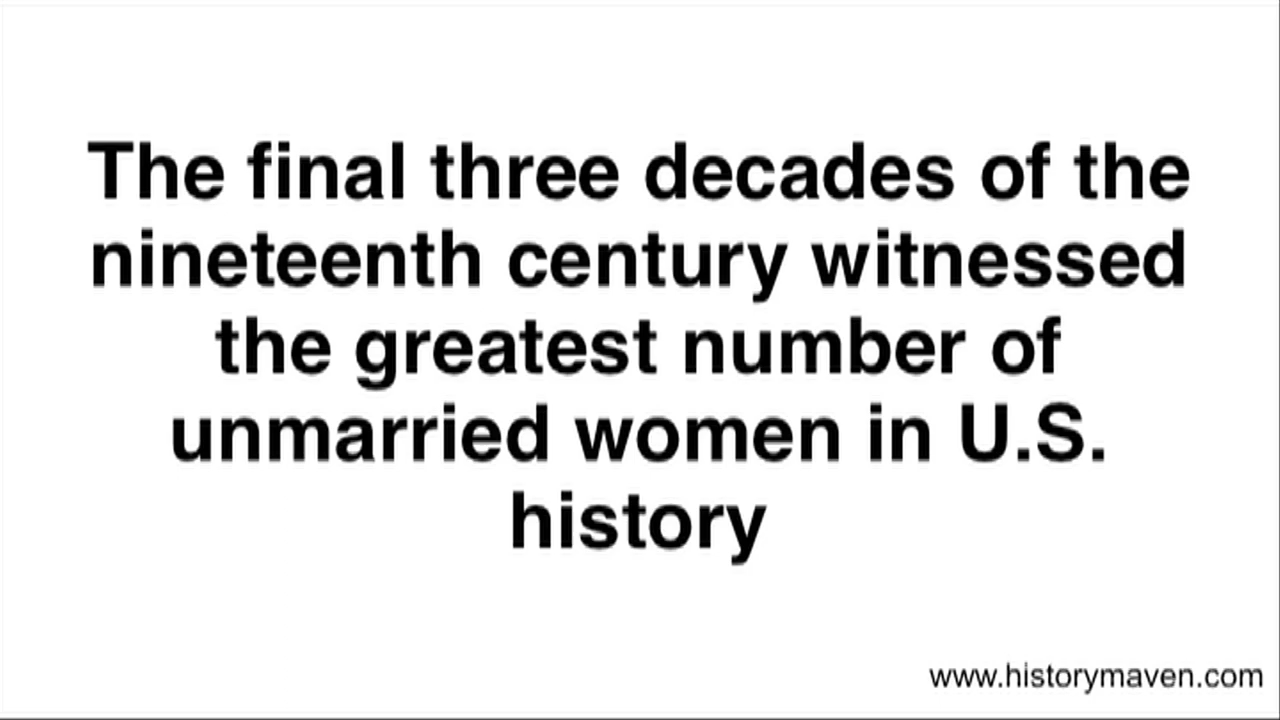 The final three decades of the
nineteenth century witnessed
the greatest number of
unmarried women in U.S.
history
www.historymaven.com